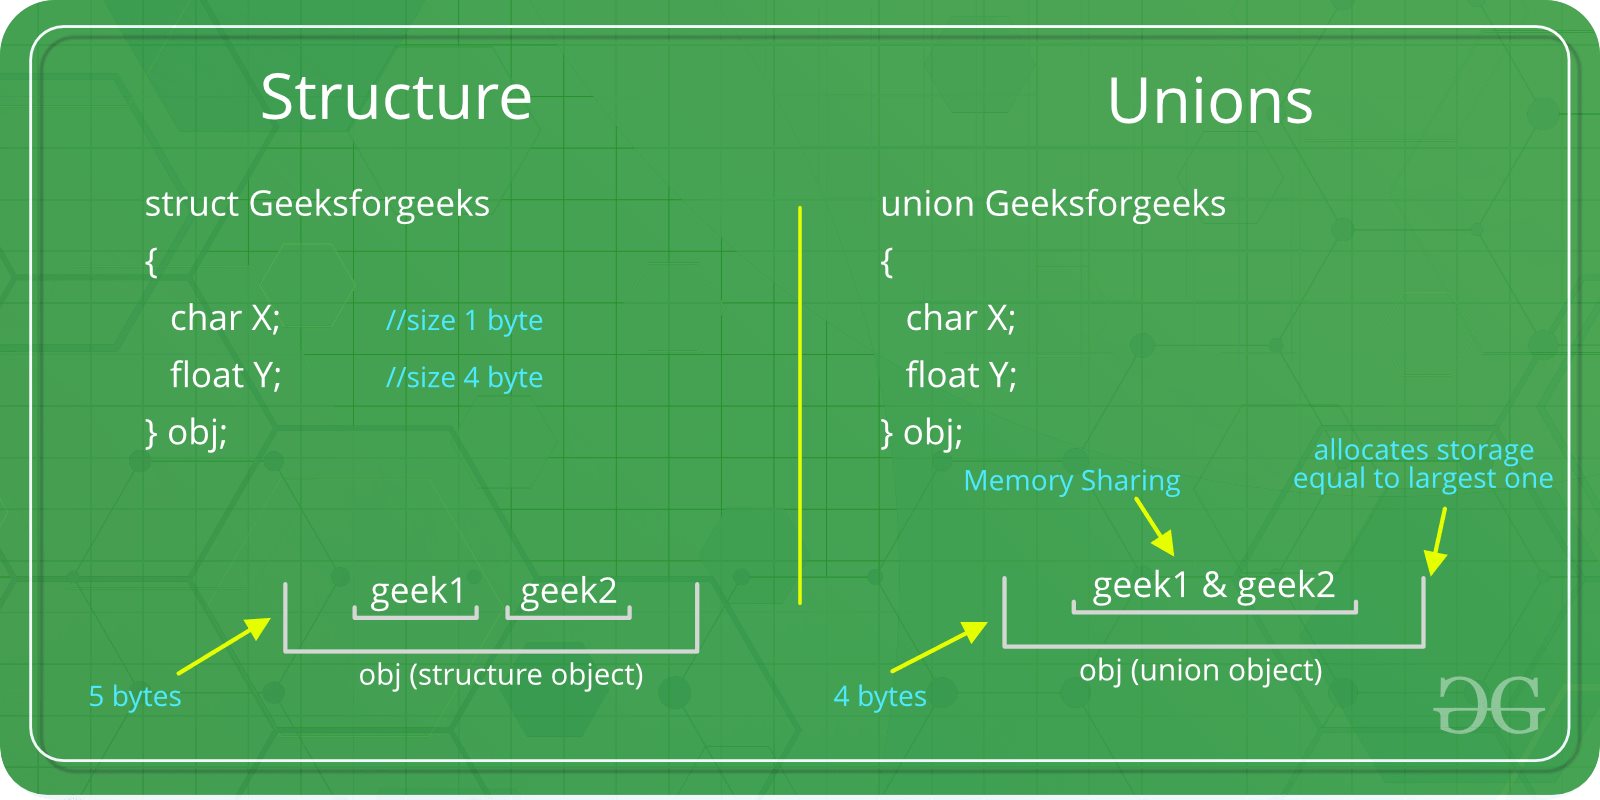 Structure
struct Geeksforgeeks
{
char X; //size 1 byte
float Y; //size 4 byte
} obj;
geek1 geek2
obj (structure object)
5 bytes
Unions
union Geeksforgeeks
{
char X;
float Y;
} obj;
Memory Sharing
allocates storage
equal to largest one
geek1 & geek2
obj (union object)
4 bytes